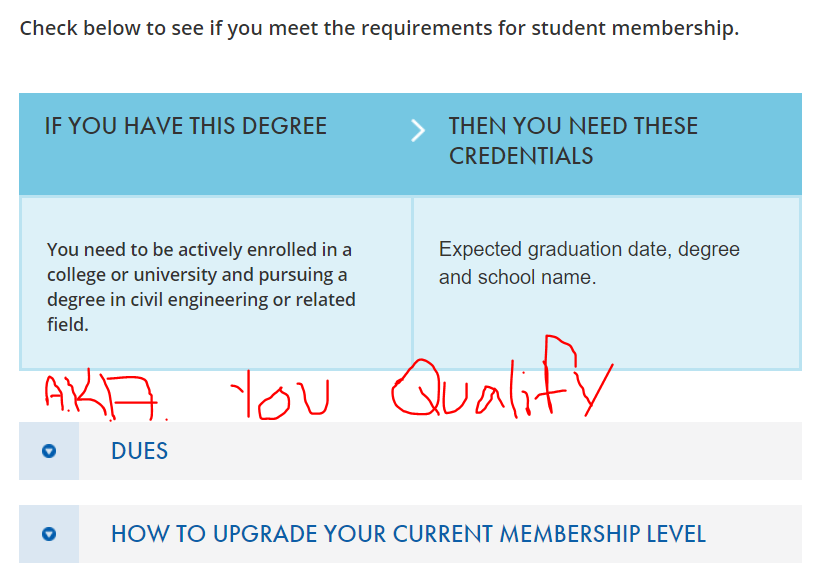 Check below to see if you meet the requirements for student membership.
IF YOU HAVE THIS DEGREE
THEN YOU NEED THESE
CREDENTIALS
You need to be actively enrolled in a
college or university and pursuing a
degree in civil engineering or related
field.
Expected graduation date, degree
and school name.
A.K.A. You Qualify
DUES
HOW TO UPGRADE YOUR CURRENT MEMBERSHIP LEVEL